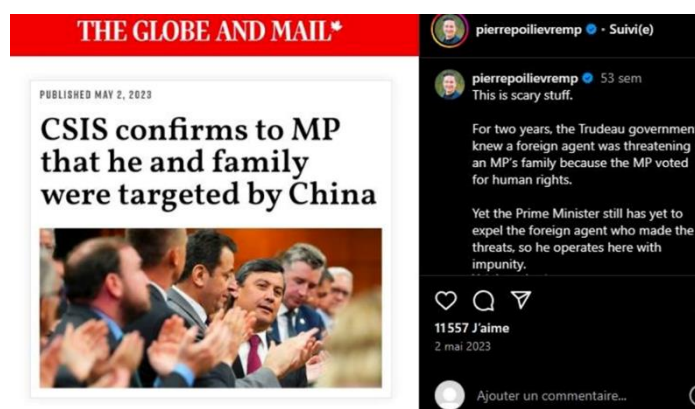 THE GLOBE AND MAIL*
PUBLISHED MAY 2, 2023
CSIS confirms to MP
that he and family
were targeted by China
pierrepoilievremp • Suivi(e)
pierrepoilievremp 53 sem
This is scary stuff.
For two years, the Trudeau governmen
knew a foreign agent was threatening
an MP's family because the MP voted
for human rights.
Yet the Prime Minister still has yet to
expel the foreign agent who made the
threats, so he operates here with
impunity.
11 557 J'aime
2 mai 2023
Ajouter un commentaire...